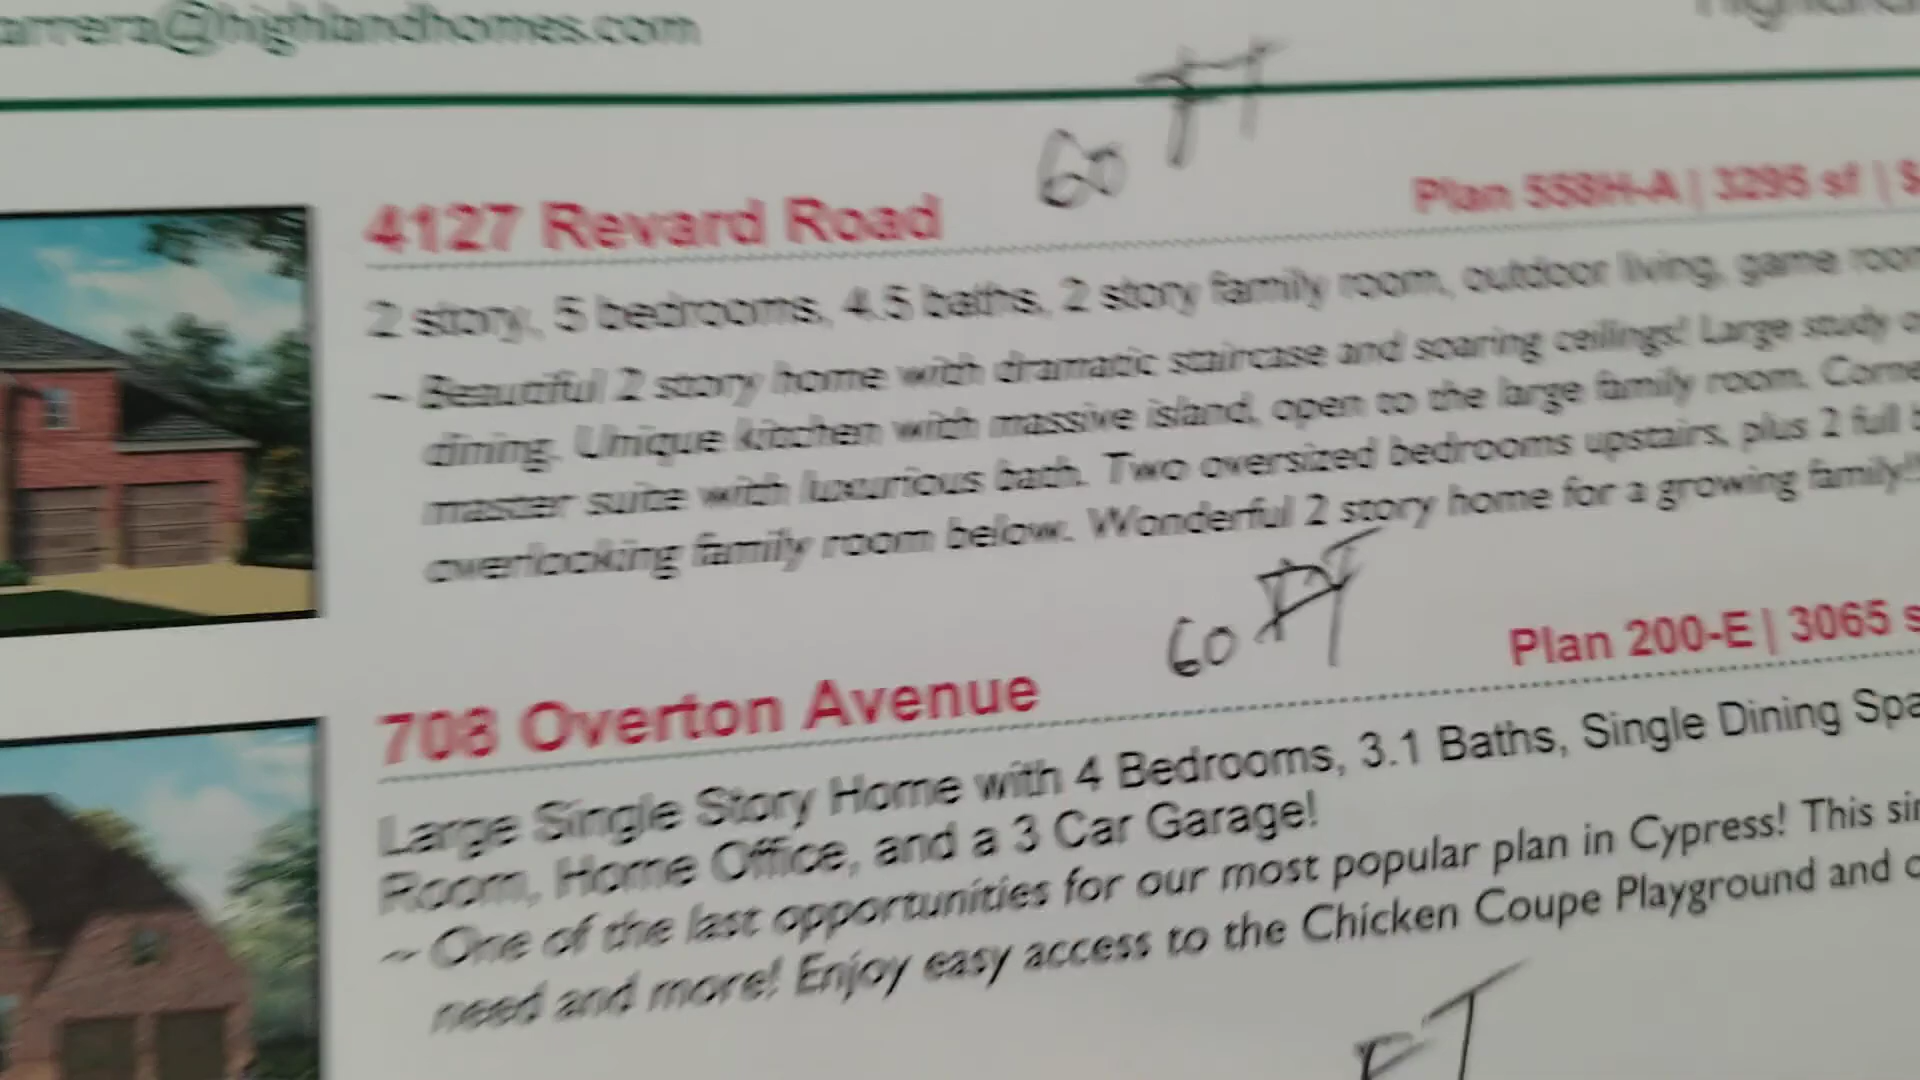 arrera@highlandhomes.com
60 FT
4127 Revard Road
Plan 558H-A | 3295 sf | $
2 story, 5 bedrooms, 4.5 baths, 2 story family room, outdoor living, game room
~ Beautiful 2 story home with dramatic staircase and soaring ceilings! Large study
dining. Unique kitchen with massive island, open to the large family room.
master suite with luxurious bath. Two oversized bedrooms upstairs, plus 2 full
overlooking family room below. Wonderful 2 story home for a growing family!!
60 FT
708 Overton Avenue
Plan 200-E | 3065 s
Large Single Story Home with 4 Bedrooms, 3.1 Baths, Single Dining Spa
Room, Home Office, and a 3 Car Garage!
~ One of the last opportunities for our most popular plan in Cypress! This
need and more! Enjoy easy access to the Chicken Coupe Playground and
FT